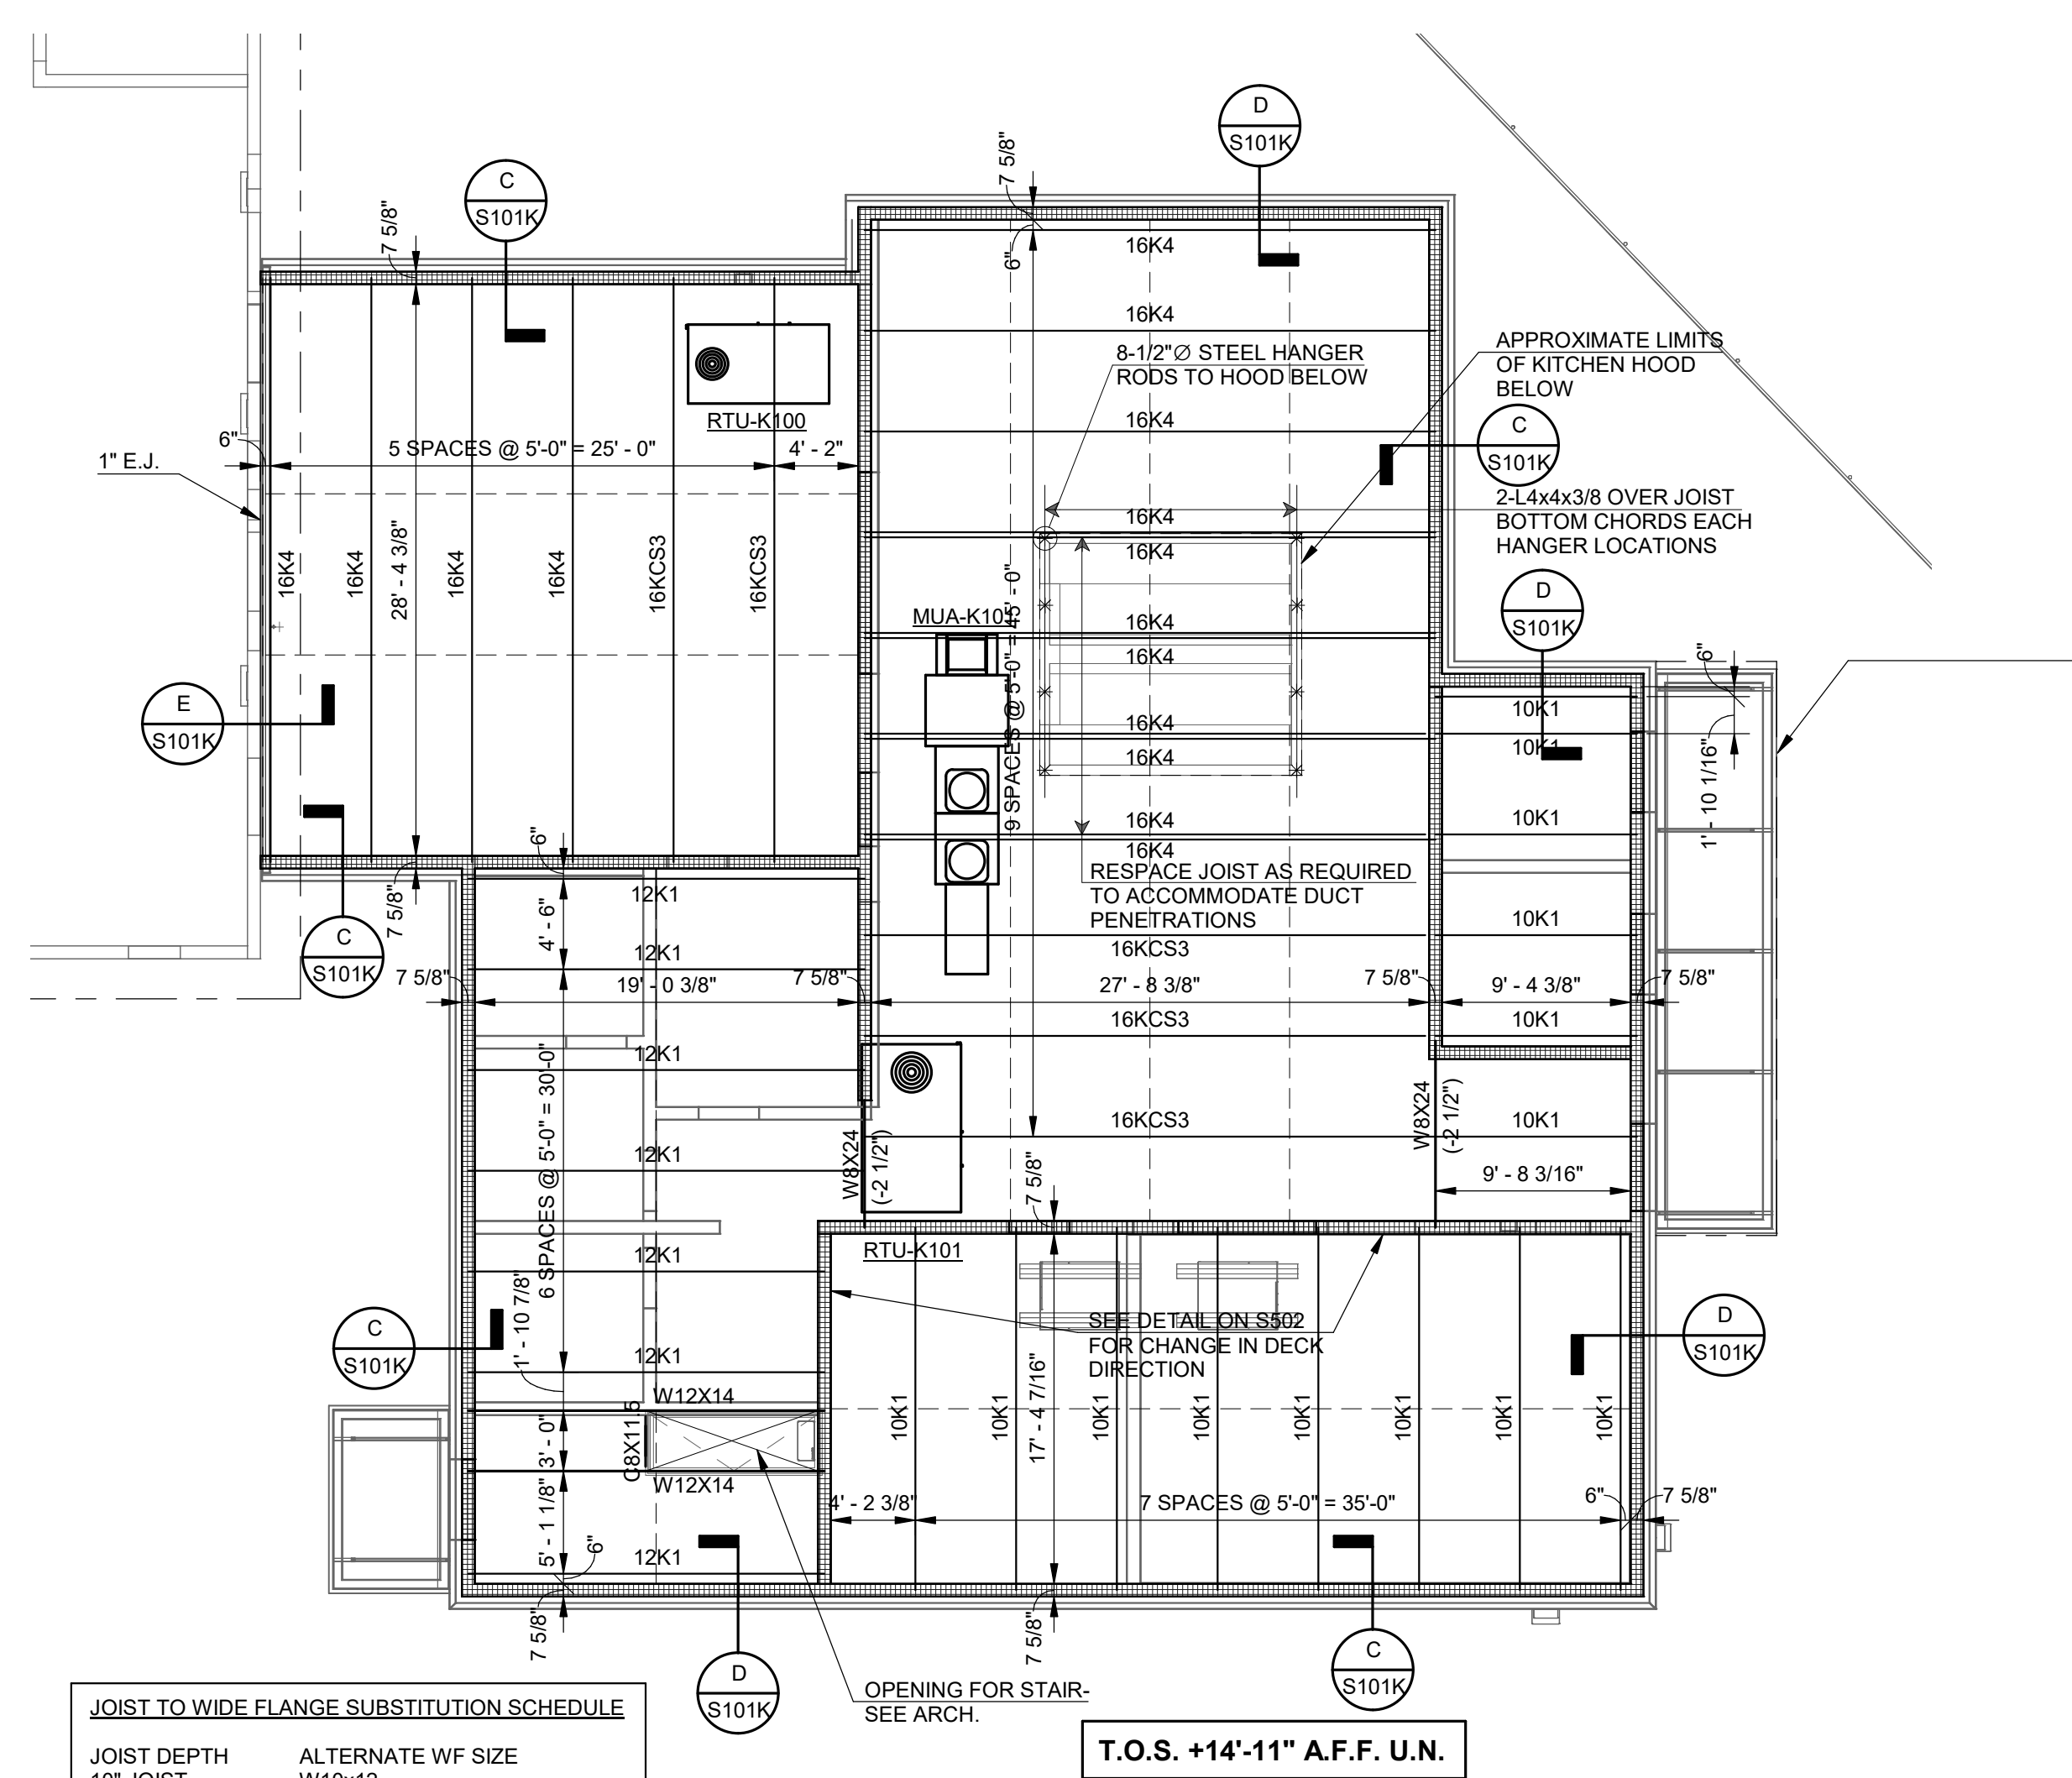 D
S101K
C
S101K
7 5/8"
7 5/8"
6"
16K4
16K4
8-1/2"Ø STEEL HANGER
RODS TO HOOD BELOW
APPROXIMATE LIMITS
OF KITCHEN HOOD
BELOW
RTU-K100
16K4
C
S101K
6"
5 SPACES @ 5'-0" = 25' - 0"
4' - 2"
1" E.J.
2-L4x4x3/8 OVER JOIST
BOTTOM CHORDS EACH
HANGER LOCATIONS
16K4
16K4
16K4
16K4
28' - 4 3/8"
16K4
16K4
16KCS3
16KCS3
D
S101K
MUA-K101
9 SPACES @ 5'-0" = 45' - 0"
16K4
16K4
6"
1' - 10 1/16"
E
S101K
10K1
10K1
16K4
16K4
16K4
16K4
10K1
RESPACE JOIST AS REQUIRED
TO ACCOMMODATE DUCT
PENETRATIONS
6"
7 5/8"
12K1
4' - 6"
10K1
C
S101K
12K1
16KCS3
7 5/8"
19' - 0 3/8"
7 5/8"
27' - 8 3/8"
7 5/8"
9' - 4 3/8"
7 5/8"
16KCS3
10K1
12K1
6 SPACES @ 5'-0" = 30'-0"
W8X24
(-2 1/2")
16KCS3
W8X24
(-2 1/2")
10K1
12K1
9' - 8 3/16"
7 5/8"
12K1
RTU-K101
SEE DETAIL ON S502
FOR CHANGE IN DECK
DIRECTION
C
S101K
D
S101K
1' - 10 7/8"
12K1
W12X14
C8X11.5
3' - 0"
W12X14
10K1
10K1
17' - 4 7/16"
10K1
10K1
10K1
10K1
10K1
10K1
4' - 2 3/8"
7 SPACES @ 5'-0" = 35'-0"
6"
7 5/8"
5' - 1 1/8"
6"
12K1
7 5/8"
7 5/8"
D
S101K
C
S101K
OPENING FOR STAIR-
SEE ARCH.
T.O.S. +14'-11" A.F.F. U.N.
JOIST TO WIDE FLANGE SUBSTITUTION SCHEDULE
JOIST DEPTH ALTERNATE WF SIZE
10" JOIST W10x12